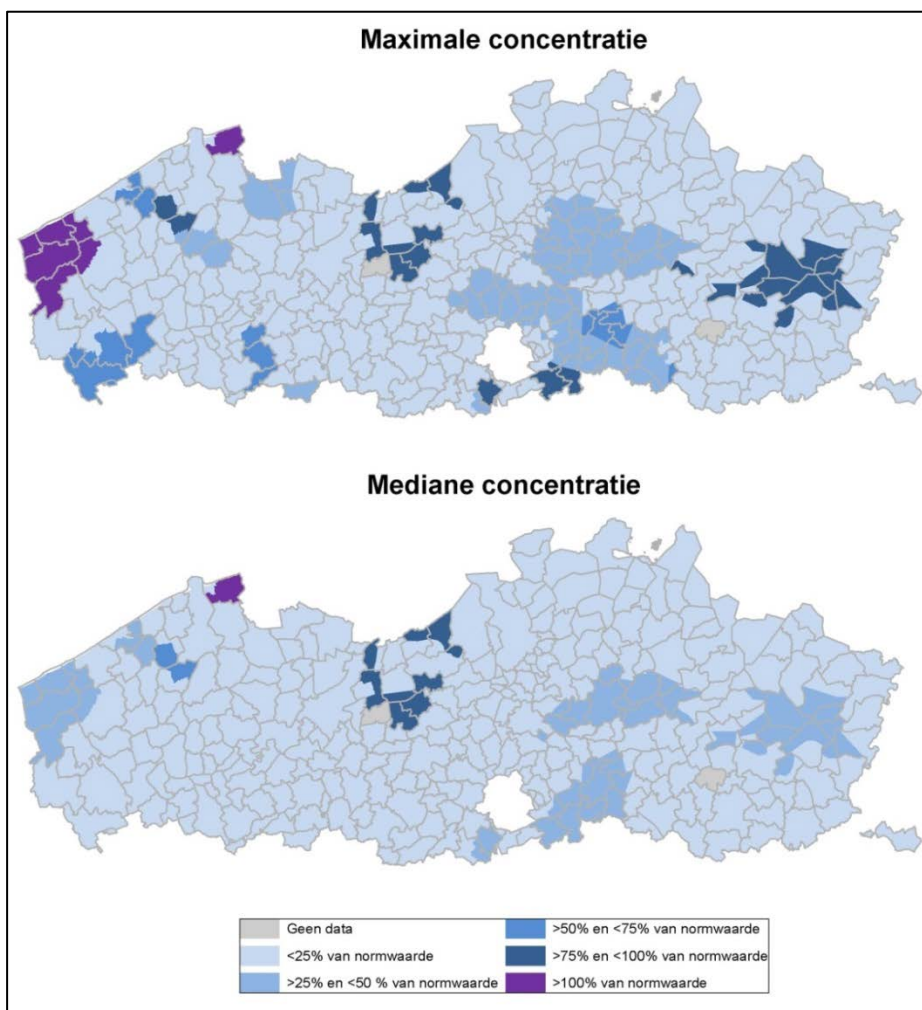 Maximale concentratie
Mediane concentratie
Geen data
<25% van normwaarde
>25% en <50 % van normwaarde
>50% en <75% van normwaarde
>75% en <100% van normwaarde
>100% van normwaarde